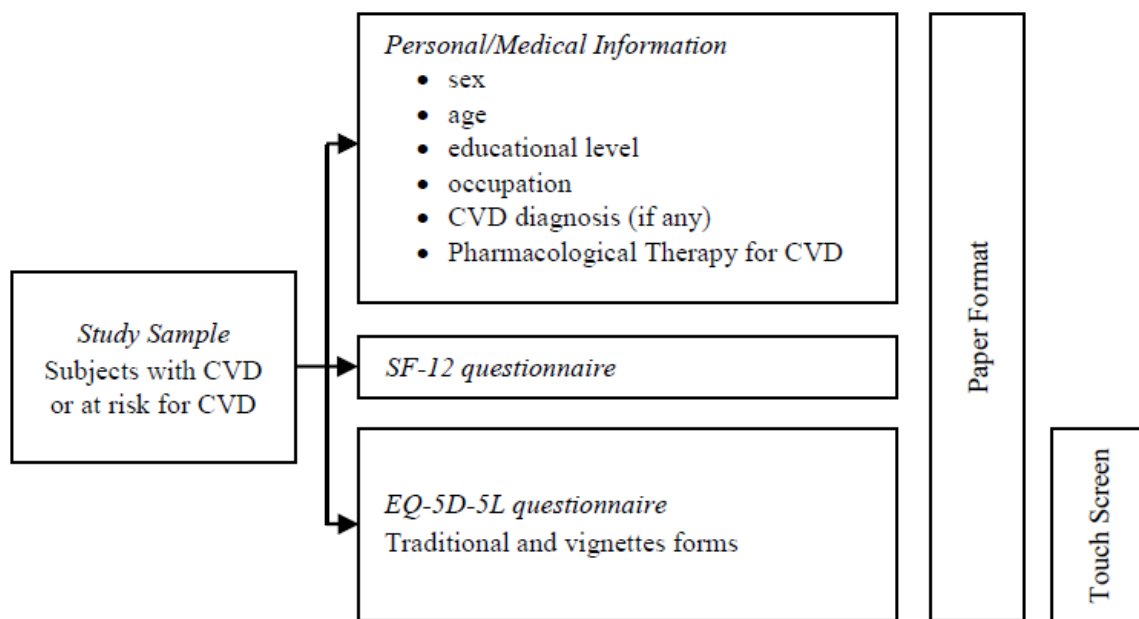 Personal/Medical Information
• sex
• age
• educational level
• occupation
• CVD diagnosis (if any)
• Pharmacological Therapy for CVD
Study Sample
Subjects with CVD
or at risk for CVD
SF-12 questionnaire
EQ-5D-5L questionnaire
Traditional and vignettes forms
Paper Format
Touch Screen